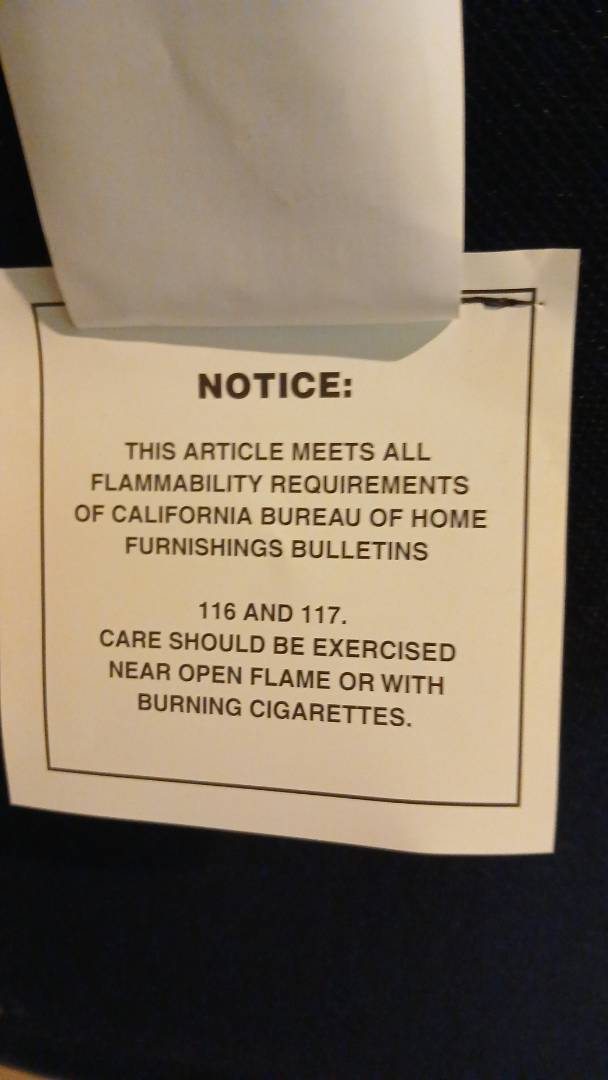 NOTICE:
THIS ARTICLE MEETS ALL
FLAMMABILITY REQUIREMENTS
OF CALIFORNIA BUREAU OF HOME
FURNISHINGS BULLETINS
116 AND 117.
CARE SHOULD BE EXERCISED
NEAR OPEN FLAME OR WITH
BURNING CIGARETTES.